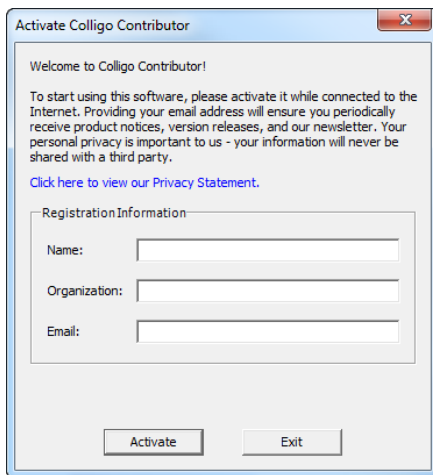 Activate Colligo Contributor
Welcome to Colligo Contributor!
To start using this software, please activate it while connected to the
Internet. Providing your email address will ensure you periodically
receive product notices, version releases, and our newsletter. Your
personal privacy is important to us - your information will never be
shared with a third party.
Click here to view our Privacy Statement.
Registration Information
Name:
Organization:
Email:
Activate Exit